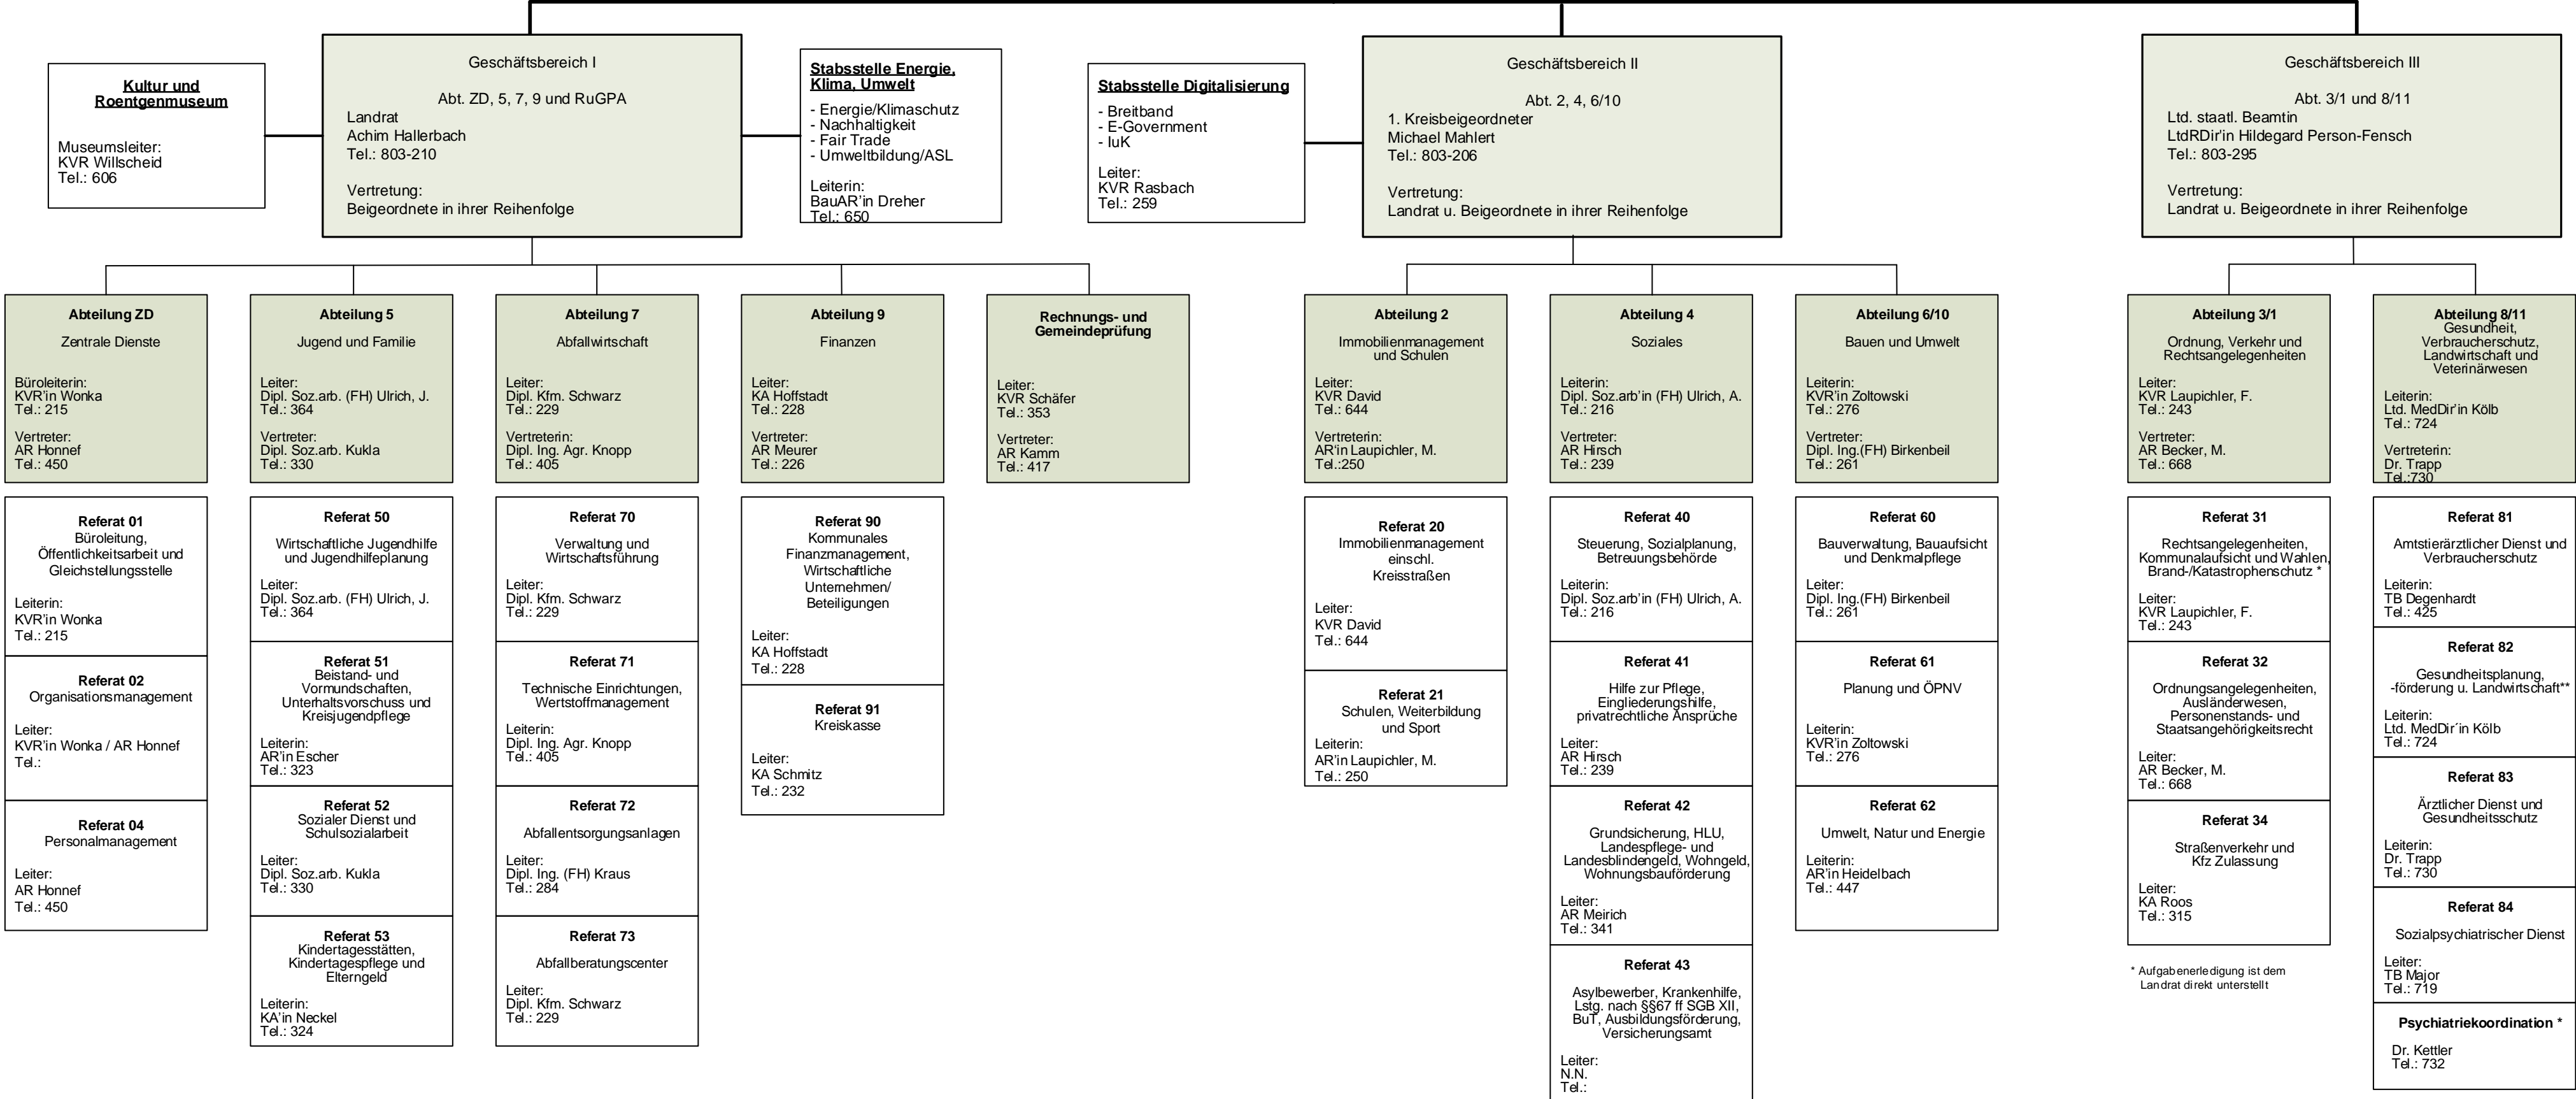 Kultur und
Roentgenmuseum
Museumsleiter:
KVR Willscheid
Tel.: 606
Geschäftsbereich I
Abt. ZD, 5, 7, 9 und RuGPA
Landrat
Achim Hallerbach
Tel.: 803-210
Vertretung:
Beigeordnete in ihrer Reihenfolge
Stabsstelle Energie,
Klima, Umwelt
- Energie/Klimaschutz
- Nachhaltigkeit
- Fair Trade
- Umweltbildung/ASL
Leiterin:
BauAR'in Dreher
Tel.: 650
Stabsstelle Digitalisierung
- Breitband
- E-Government
- IuK
Leiter:
KVR Rasbach
Tel.: 259
Geschäftsbereich II
Abt. 2, 4, 6/10
1. Kreisbeigeordneter
Michael Mahlert
Tel.: 803-206
Vertretung:
Landrat u. Beigeordnete in ihrer Reihenfolge
Geschäftsbereich III
Abt. 3/1 und 8/11
Ltd. staatl. Beamtin
LtdRDir'in Hildegard Person-Fensch
Tel.: 803-295
Vertretung:
Landrat u. Beigeordnete in ihrer Reihenfolge
Abteilung ZD
Zentrale Dienste
Büroleiterin:
KVR'in Wonka
Tel.: 215
Vertreter:
AR Honnef
Tel.: 450
Abteilung 5
Jugend und Familie
Leiter:
Dipl. Soz.arb. (FH) Ulrich, J.
Tel.: 364
Vertreter:
Dipl. Soz.arb. Kukla
Tel.: 330
Abteilung 7
Abfallwirtschaft
Leiter:
Dipl. Kfm. Schwarz
Tel.: 229
Vertreterin:
Dipl. Ing. Agr. Knopp
Tel.: 405
Abteilung 9
Finanzen
Leiter:
KA Hoffstadt
Tel.: 228
Vertreter:
AR Meurer
Tel.: 226
Rechnungs- und
Gemeindeprüfung
Leiter:
KVR Schäfer
Tel.: 353
Vertreter:
AR Kamm
Tel.: 417
Abteilung 2
Immobilienmanagement
und Schulen
Leiter:
KVR David
Tel.: 644
Vertreterin:
AR'in Laupichler, M.
Tel.:250
Abteilung 4
Soziales
Leiterin:
Dipl. Soz.arb'in (FH) Ulrich, A.
Tel.: 216
Vertreter:
AR Hirsch
Tel.: 239
Abteilung 6/10
Bauen und Umwelt
Leiterin:
KVR'in Zoltowski
Tel.: 276
Vertreter:
Dipl. Ing.(FH) Birkenbeil
Tel.: 261
Abteilung 3/1
Ordnung, Verkehr und
Rechtsangelegenheiten
Leiter:
KVR Laupichler, F.
Tel.: 243
Vertreter:
AR Becker, M.
Tel.: 668
Abteilung 8/11
Gesundheit,
Verbraucherschutz,
Landwirtschaft und
Veterinärwesen
Leiterin:
Ltd. MedDir'in Kölb
Tel.: 724
Vertreterin:
Dr. Trapp
Tel.:730
Referat 01
Büroleitung,
Öffentlichkeitsarbeit und
Gleichstellungsstelle
Leiterin:
KVR'in Wonka
Tel.: 215
Referat 02
Organisationsmanagement
Leiter:
KVR'in Wonka / AR Honnef
Tel.:
Referat 04
Personalmanagement
Leiter:
AR Honnef
Tel.: 450
Referat 50
Wirtschaftliche Jugendhilfe
und Jugendhilfeplanung
Leiter:
Dipl. Soz.arb. (FH) Ulrich, J.
Tel.: 364
Referat 51
Beistand- und
Vormundschaften,
Unterhaltsvorschuss und
Kreisjugendpflege
Leiterin:
AR'in Escher
Tel.: 323
Referat 52
Sozialer Dienst und
Schulsozialarbeit
Leiter:
Dipl. Soz.arb. Kukla
Tel.: 330
Referat 53
Kindertagesstätten,
Kindertagespflege und
Elterngeld
Leiterin:
KA'in Neckel
Tel.: 324
Referat 70
Verwaltung und
Wirtschaftsführung
Leiter:
Dipl. Kfm. Schwarz
Tel.: 229
Referat 71
Technische Einrichtungen,
Wertstoffmanagement
Leiterin:
Dipl. Ing. Agr. Knopp
Tel.: 405
Referat 72
Abfallentsorgungsanlagen
Leiter:
Dipl. Ing. (FH) Kraus
Tel.: 284
Referat 73
Abfallberatungscenter
Leiter:
Dipl. Kfm. Schwarz
Tel.: 229
Referat 90
Kommunales
Finanzmanagement,
Wirtschaftliche
Unternehmen/
Beteiligungen
Leiter:
KA Hoffstadt
Tel.: 228
Referat 91
Kreiskasse
Leiter:
KA Schmitz
Tel.: 232
Referat 20
Immobilienmanagement
einschl.
Kreisstraßen
Leiter:
KVR David
Tel.: 644
Referat 21
Schulen, Weiterbildung
und Sport
Leiterin:
AR'in Laupichler, M.
Tel.: 250
Referat 40
Steuerung, Sozialplanung,
Betreuungsbehörde
Leiterin:
Dipl. Soz.arb'in (FH) Ulrich, A.
Tel.: 216
Referat 41
Hilfe zur Pflege,
Eingliederungshilfe,
privatrechtliche Ansprüche
Leiter:
AR Hirsch
Tel.: 239
Referat 42
Grundsicherung, HLU,
Landespflege- und
Landesblindengeld, Wohngeld,
Wohnungsbauförderung
Leiter:
AR Meirich
Tel.: 341
Referat 43
Asylbewerber, Krankenhilfe,
Lstg. nach §§67 ff SGB XII,
BuT, Ausbildungsförderung,
Versicherungsamt
Leiter:
N.N.
Tel.:
Referat 60
Bauverwaltung, Bauaufsicht
und Denkmalpflege
Leiter:
Dipl. Ing.(FH) Birkenbeil
Tel.: 261
Referat 61
Planung und ÖPNV
Leiterin:
KVR'in Zoltowski
Tel.: 276
Referat 62
Umwelt, Natur und Energie
Leiterin:
AR'in Heidelbach
Tel.: 447
Referat 31
Rechtsangelegenheiten,
Kommunalaufsicht und Wahlen,
Brand-/Katastrophenschutz *
Leiter:
KVR Laupichler, F.
Tel.: 243
Referat 32
Ordnungsangelegenheiten,
Ausländerwesen,
Personenstands- und
Staatsangehörigkeitsrecht
Leiter:
AR Becker, M.
Tel.: 668
Referat 34
Straßenverkehr und
Kfz Zulassung
Leiter:
KA Roos
Tel.: 315
* Aufgabenerledigung ist dem
Landrat direkt unterstellt
Referat 81
Amtstierärztlicher Dienst und
Verbraucherschutz
Leiterin:
TB Degenhardt
Tel.: 425
Referat 82
Gesundheitsplanung,
-förderung u. Landwirtschaft**
Leiterin:
Ltd. MedDir´in Kölb
Tel.: 724
Referat 83
Ärztlicher Dienst und
Gesundheitsschutz
Leiterin:
Dr. Trapp
Tel.: 730
Referat 84
Sozialpsychiatrischer Dienst
Leiter:
TB Major
Tel.: 719
Psychiatriekoordination *
Dr. Kettler
Tel.: 732